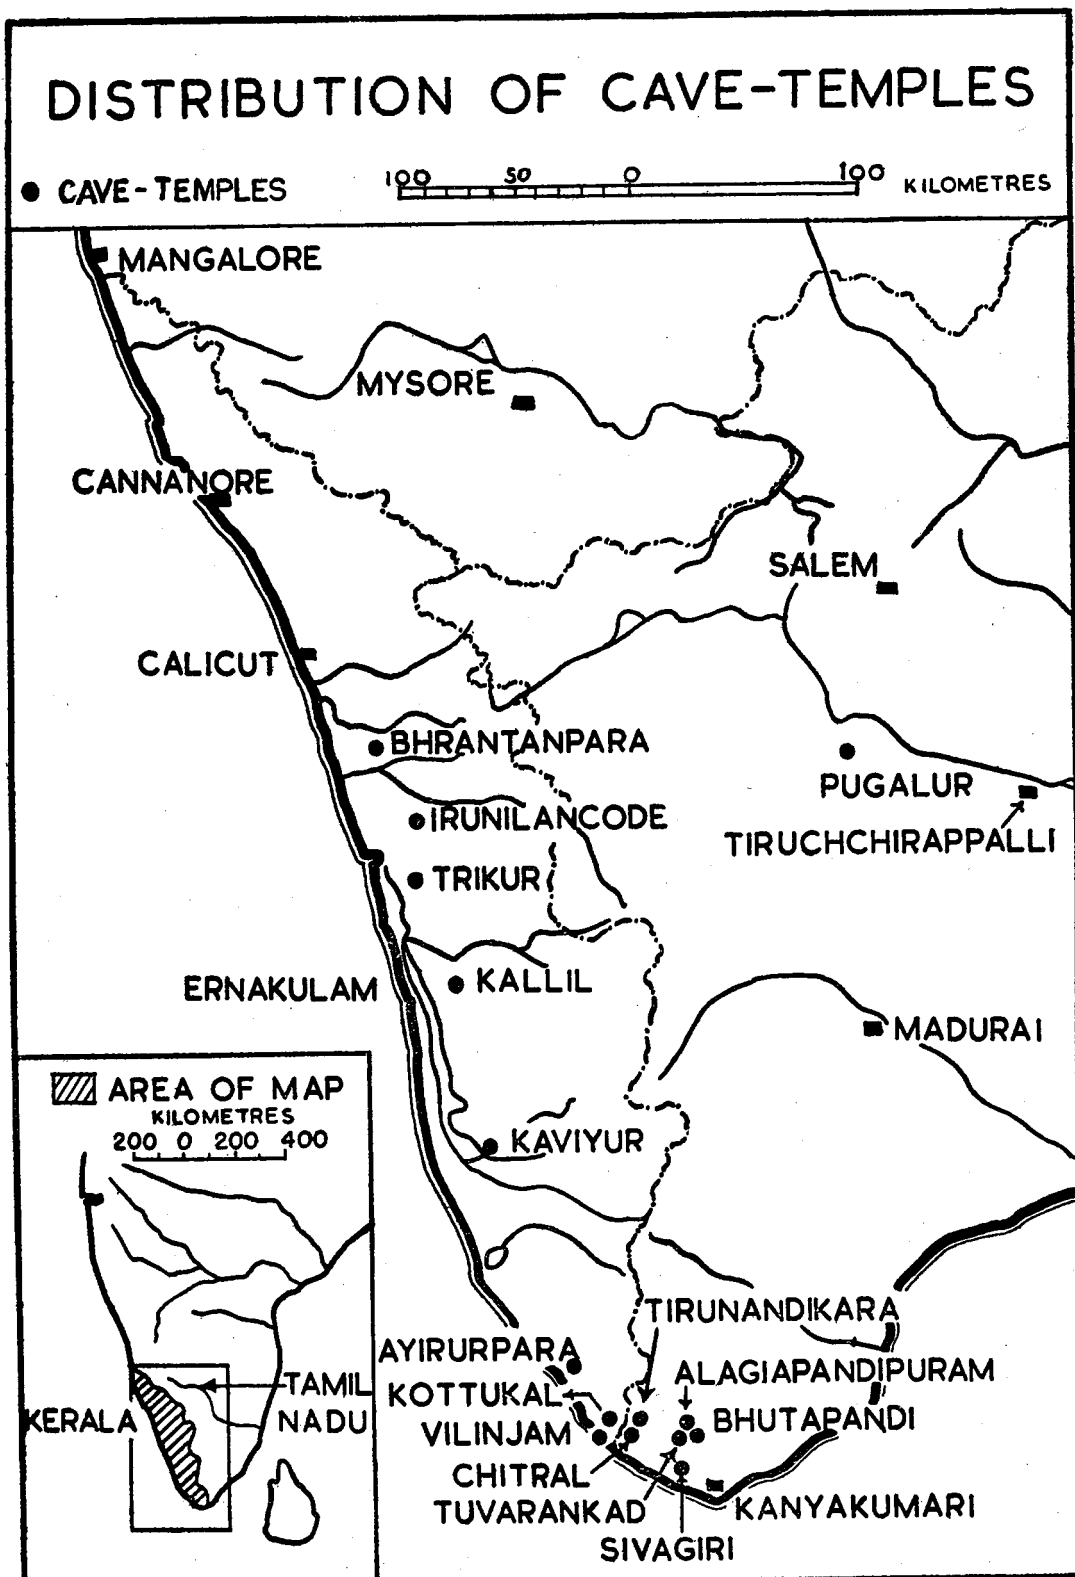 DISTRIBUTION OF CAVE-TEMPLES
CAVE-TEMPLES
100 50 0 100 KILOMETRES
MANGALORE
MYSORE
CANNANORE
SALEM
CALICUT
BHRANTANPARA
PUGALUR
IRUNILANCODE
TIRUCHCHIRAPPALLI
TRIKUR
KALLIL
ERNAKULAM
MADURAI
AREA OF MAP
KILOMETRES
200 0 200 400
KAVIYUR
TIRUNANDIKARA
AYIRURPARA
ALAGIAPANDIPURAM
KOTTUKAL
BHUTAPANDI
VILINJAM
TAMIL
NADU
KERALA
CHITRAL
TUVARANKAD
KANYAKUMARI
SIVAGIRI